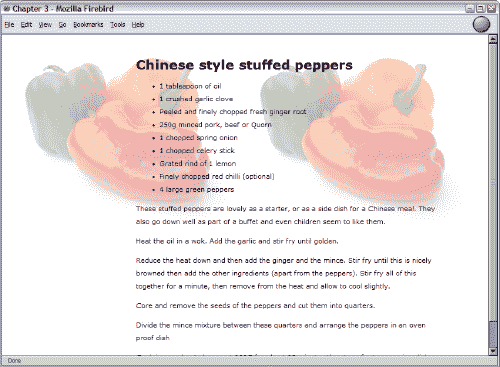 Chapter 3 - Mozilla Firebird
File Edit View Go Bookmarks Tools Help
Chinese style stuffed peppers
1 tablespoon of oil
1 crushed garlic clove
Peeled and finely chopped fresh ginger root
250g minced pork, beef or Quorn
1 chopped spring onion
1 chopped celery stick
Grated rind of 1 lemon
Finely chopped red chilli (optional)
4 large green peppers
These stuffed peppers are lovely as a starter, or as a side dish for a Chinese meal. They
also go down well as part of a buffet and even children seem to like them.
Heat the oil in a wok. Add the garlic and stir fry until golden.
Reduce the heat down and then add the ginger and the mince. Stir fry until this is nicely
browned then add the other ingredients (apart from the peppers). Stir fry all of this
together for a minute, then remove from the heat and allow to cool slightly.
Core and remove the seeds of the peppers and cut them into quarters.
Divide the mince mixture between these quarters and arrange the peppers in an oven
proof dish
Done